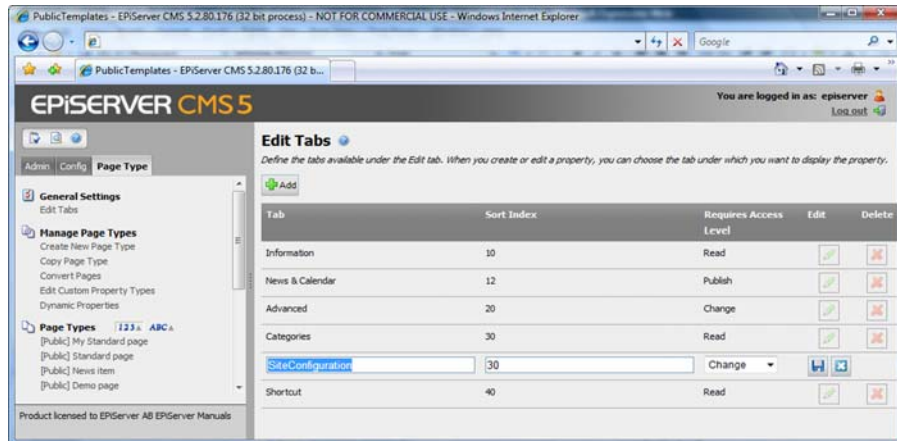 PublicTemplates - EPiServer CMS 5.2.80.176 (32 bit process) - NOT FOR COMMERCIAL USE - Windows Internet Explorer
Google
PublicTemplates - EPiServer CMS 5.2.80.176 (32 b...
EPiSERVER CMS 5
You are logged in as: episerver
Log out
Admin Config Page Type
General Settings
Edit Tabs
Manage Page Types
Create New Page Type
Copy Page Type
Convert Pages
Edit Custom Property Types
Dynamic Properties
Page Types 123 ABC
[Public] My Standard page
[Public] Standard page
[Public] News item
[Public] Demo page
Product licensed to EPiServer AB EPiServer Manuals
Edit Tabs
Define the tabs available under the Edit tab. When you create or edit a property, you can choose the tab under which you want to display the property.
Add
Tab Sort Index Requires Access Level Edit Delete
Information 10 Read
News & Calendar 12 Publish
Advanced 20 Change
Categories 30 Read
SiteConfiguration 30 Change
Shortcut 40 Read